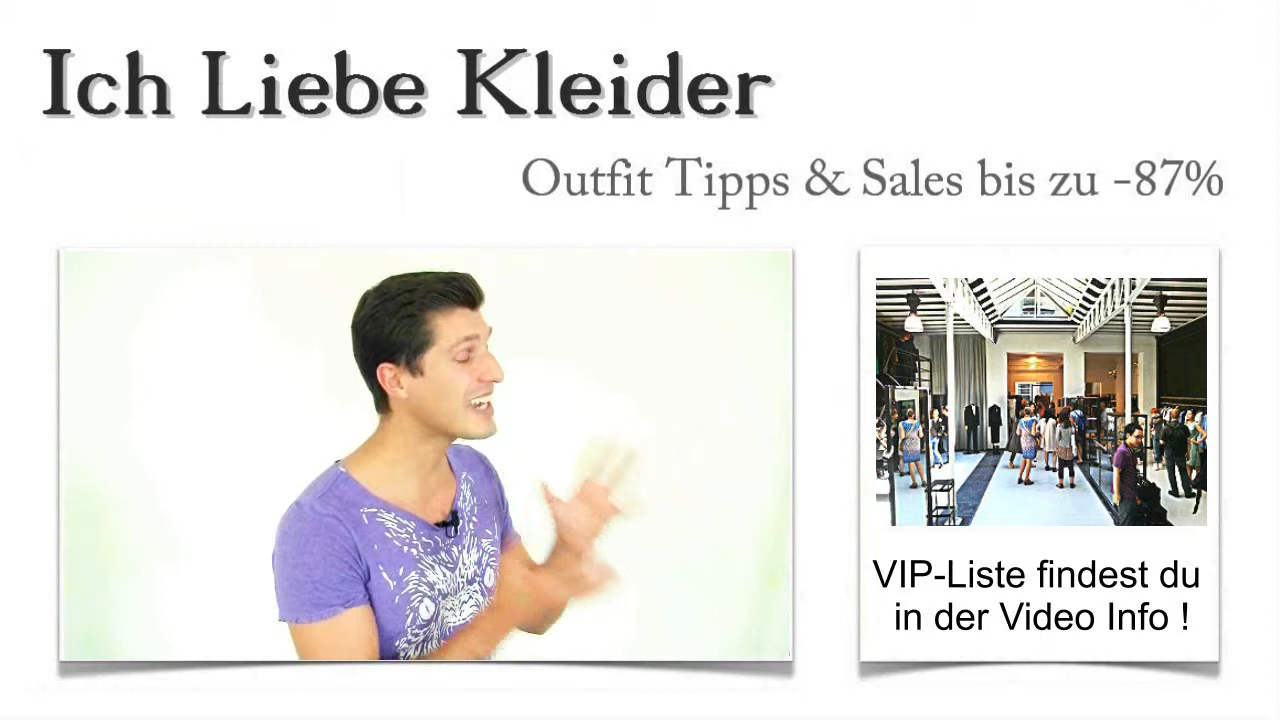 Ich Liebe Kleider
Outfit Tipps & Sales bis zu -87%
VIP-Liste findest du
in der Video Info !